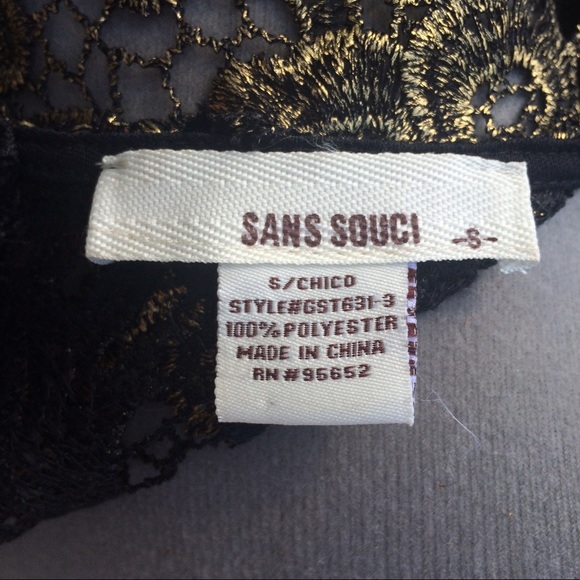 SANS SOUCI -S-
S/CHICO
STYLE#GST631-3
100% POLYESTER
MADE IN CHINA
RN#95652